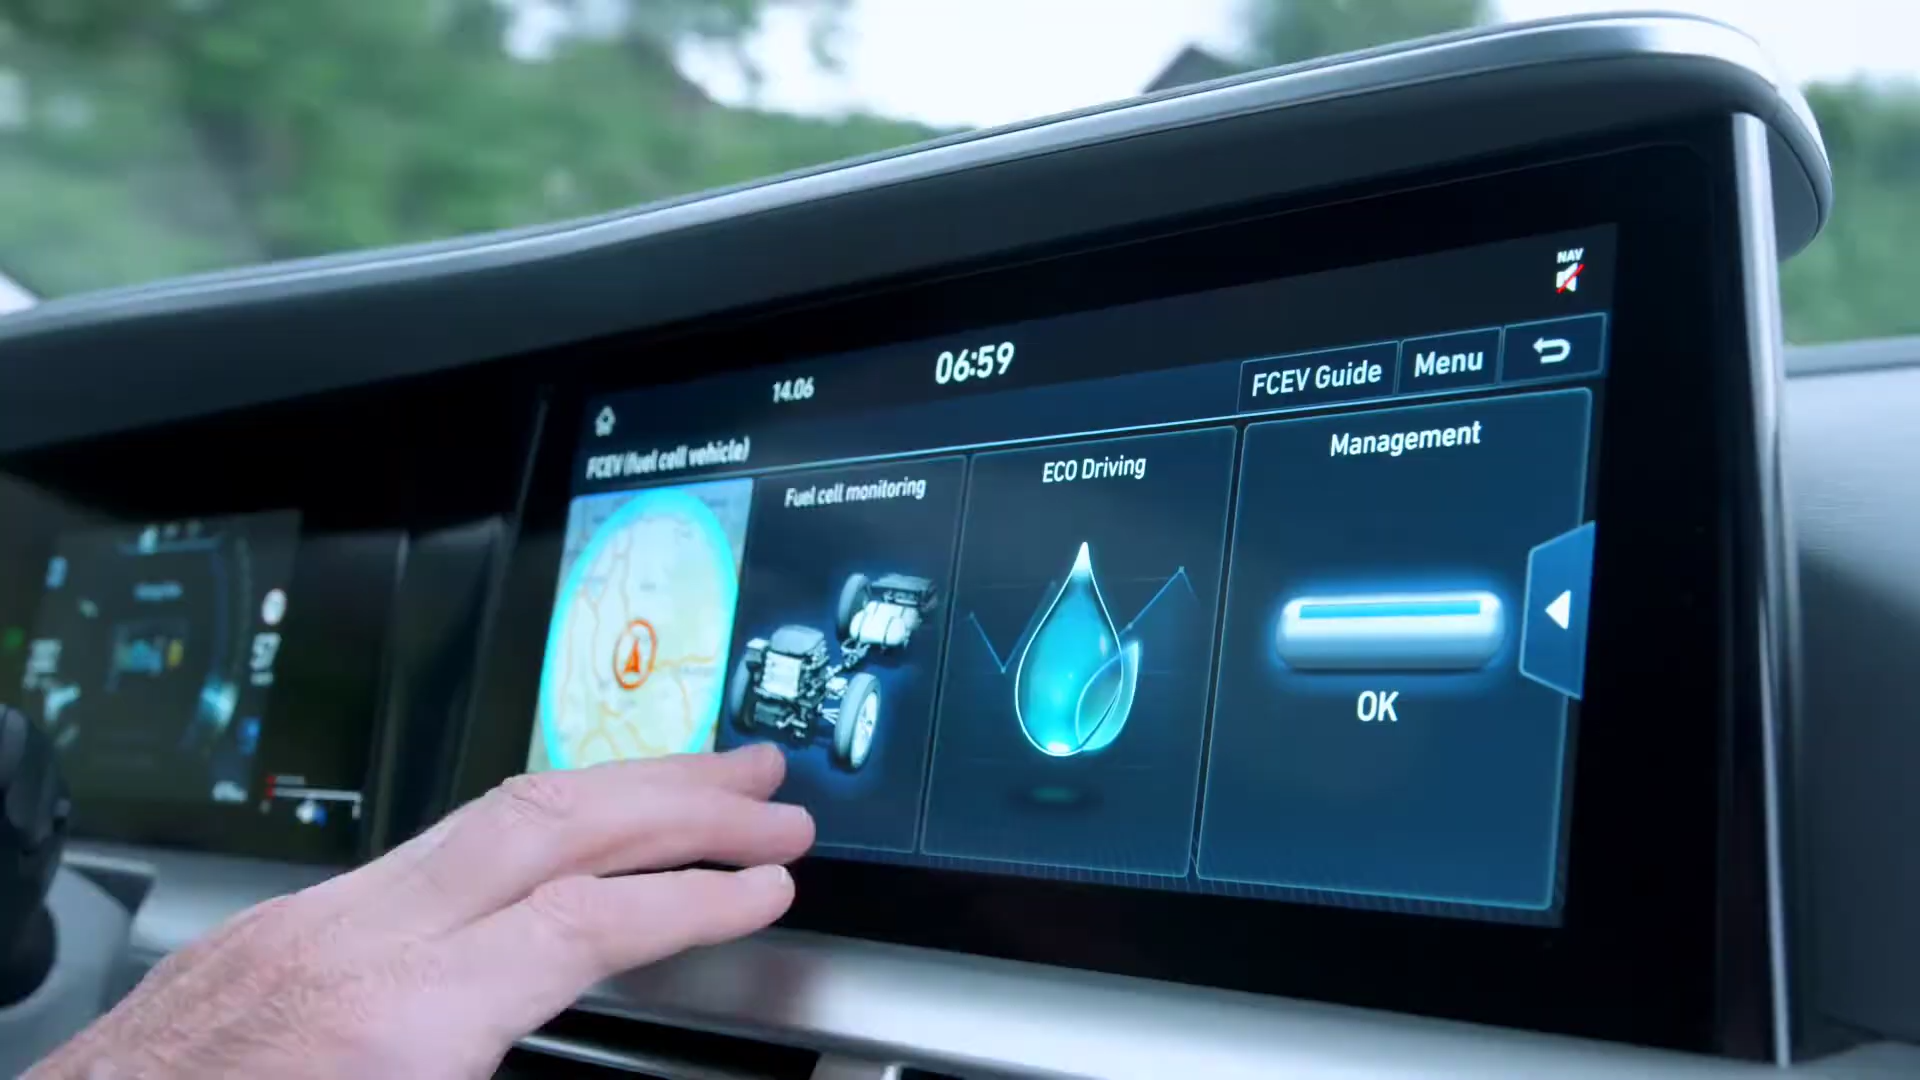 NAV
14.06
06:59
FCEV Guide
Menu
FCEV (fuel cell vehicle)
Fuel cell monitoring
ECO Driving
Management
OK
57